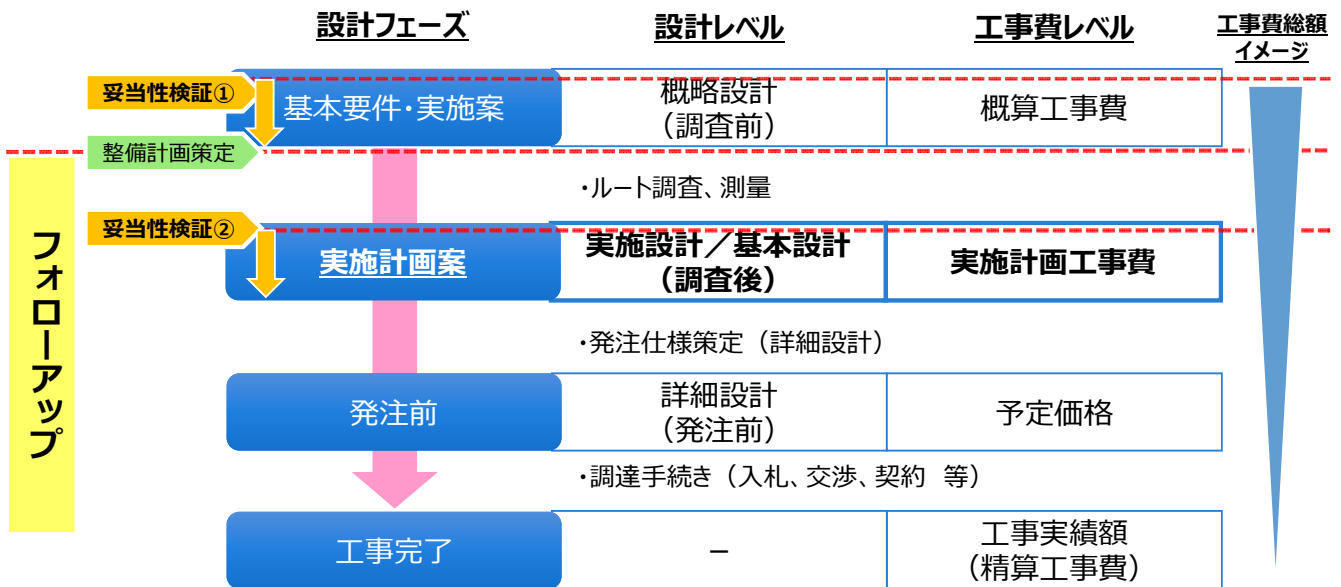 設計フェーズ
設計レベル
工事費レベル
工事費総額
イメージ
妥当性検証①
基本要件・実施案
概略設計
（調査前）
概算工事費
整備計画策定
・ルート調査、測量
フォローアップ
妥当性検証②
実施計画案
実施設計／基本設計
（調査後）
実施計画工事費
・発注仕様策定（詳細設計）
発注前
詳細設計
（発注前）
予定価格
・調達手続き（入札、交渉、契約　等）
工事完了
－
工事実績額
（精算工事費）